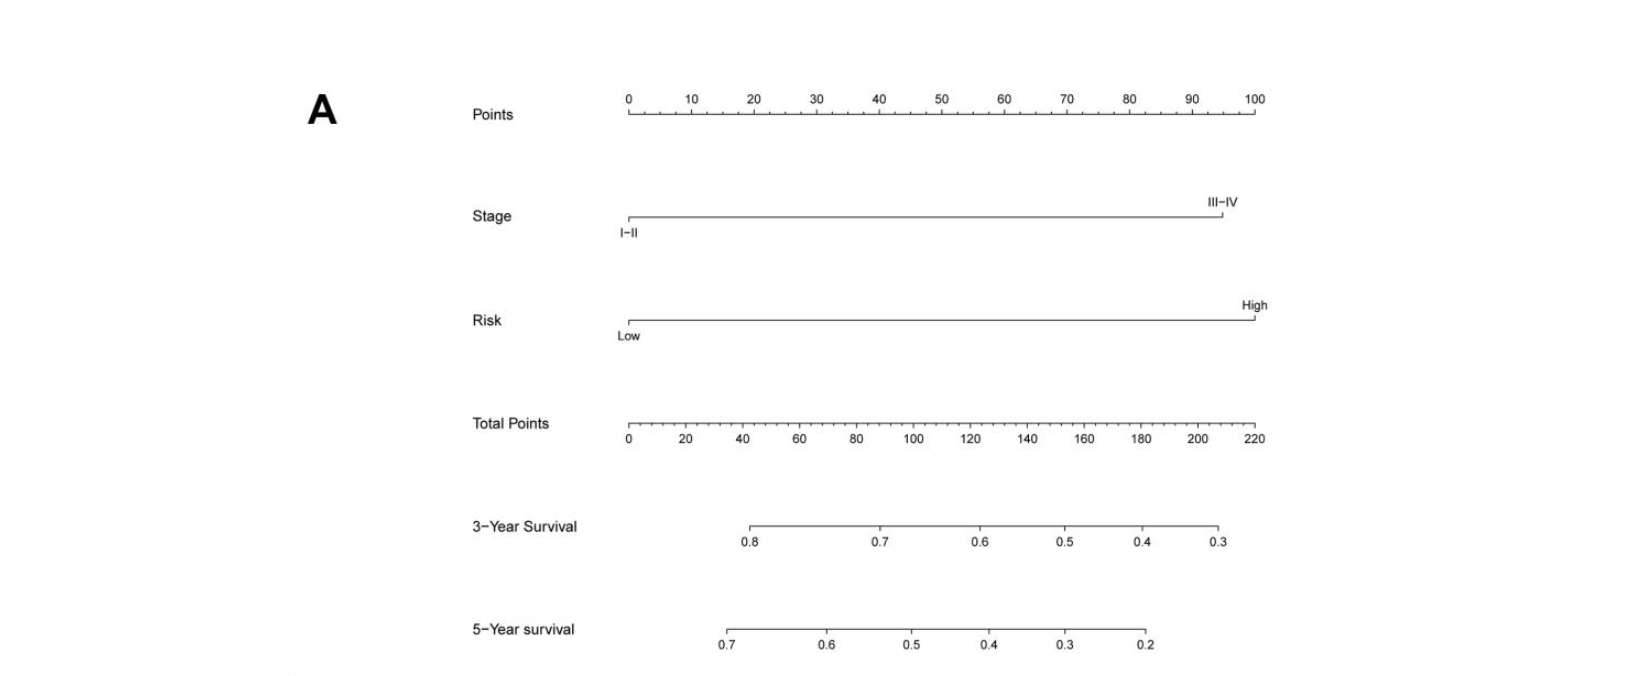 A
Points
0 10 20 30 40 50 60 70 80 90 100
Stage
III−IV
I−II
Risk
High
Low
Total Points
0 20 40 60 80 100 120 140 160 180 200 220
3−Year Survival
0.8 0.7 0.6 0.5 0.4 0.3
5−Year survival
0.7 0.6 0.5 0.4 0.3 0.2